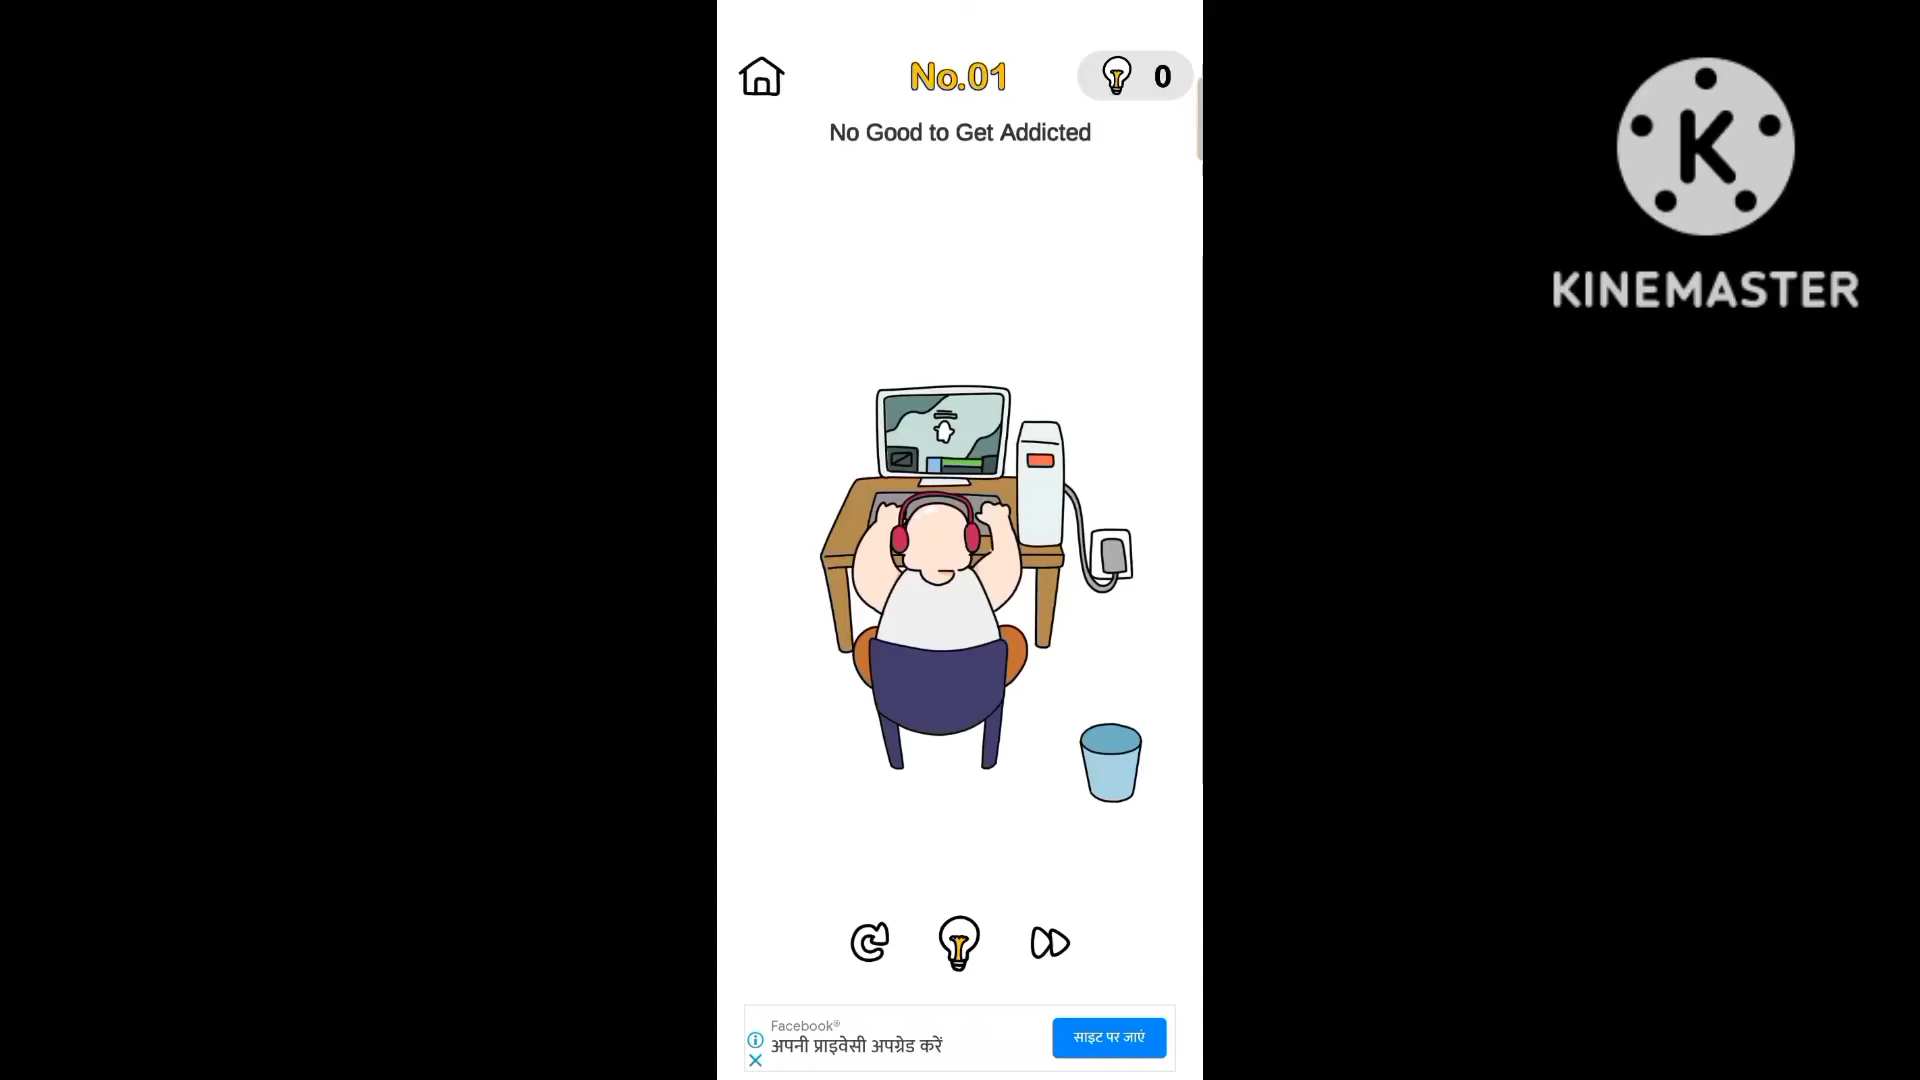 No.01
0
No Good to Get Addicted
K
KINEMASTER
Facebook®
अपनी प्राइवेसी अपग्रेड करें
साइट पर जाएं